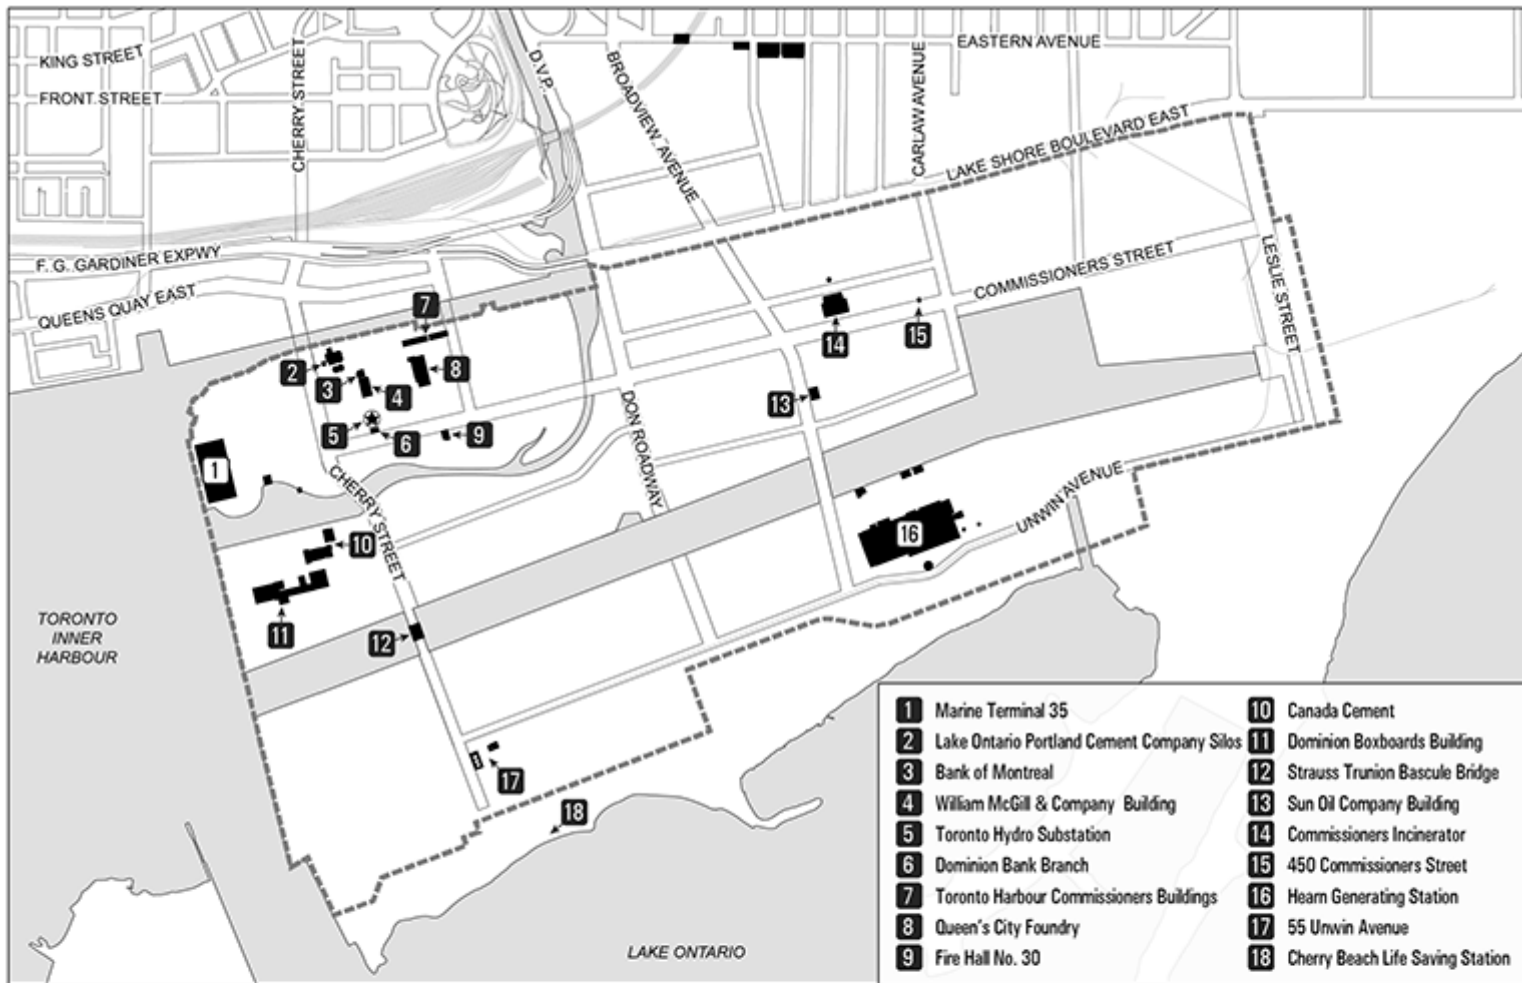 KING STREET
FRONT STREET
CHERRY STREET
D.V.P.
BROADVIEW AVENUE
CARLAW AVENUE
EASTERN AVENUE
LAKE SHORE BOULEVARD EAST
F. G. GARDINER EXPWY
QUEENS QUAY EAST
COMMISSIONERS STREET
LESLIE STREET
7
2
3
4
8
14
15
5
6
9
13
DON ROADWAY
1
CHERRY STREET
10
16
UNWIN AVENUE
11
12
TORONTO
INNER
HARBOUR
17
18
LAKE ONTARIO
1 Marine Terminal 35
2 Lake Ontario Portland Cement Company Silos
3 Bank of Montreal
4 William McGill & Company Building
5 Toronto Hydro Substation
6 Dominion Bank Branch
7 Toronto Harbour Commissioners Buildings
8 Queen's City Foundry
9 Fire Hall No. 30
10 Canada Cement
11 Dominion Boxboards Building
12 Strauss Trunion Bascule Bridge
13 Sun Oil Company Building
14 Commissioners Incinerator
15 450 Commissioners Street
16 Hearn Generating Station
17 55 Unwin Avenue
18 Cherry Beach Life Saving Station